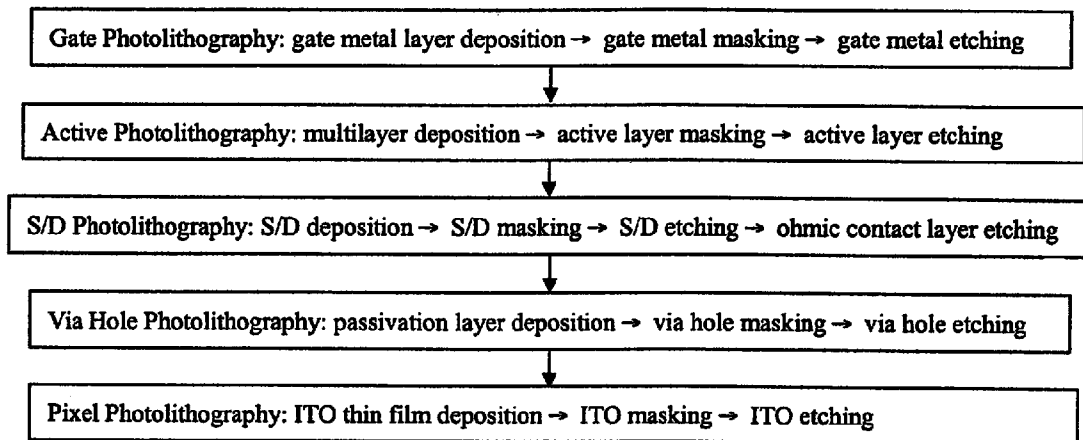 Gate Photolithography: gate metal layer deposition → gate metal masking → gate metal etching
Active Photolithography: multilayer deposition → active layer masking → active layer etching
S/D Photolithography: S/D deposition → S/D masking → S/D etching → ohmic contact layer etching
Via Hole Photolithography: passivation layer deposition → via hole masking → via hole etching
Pixel Photolithography: ITO thin film deposition → ITO masking → ITO etching